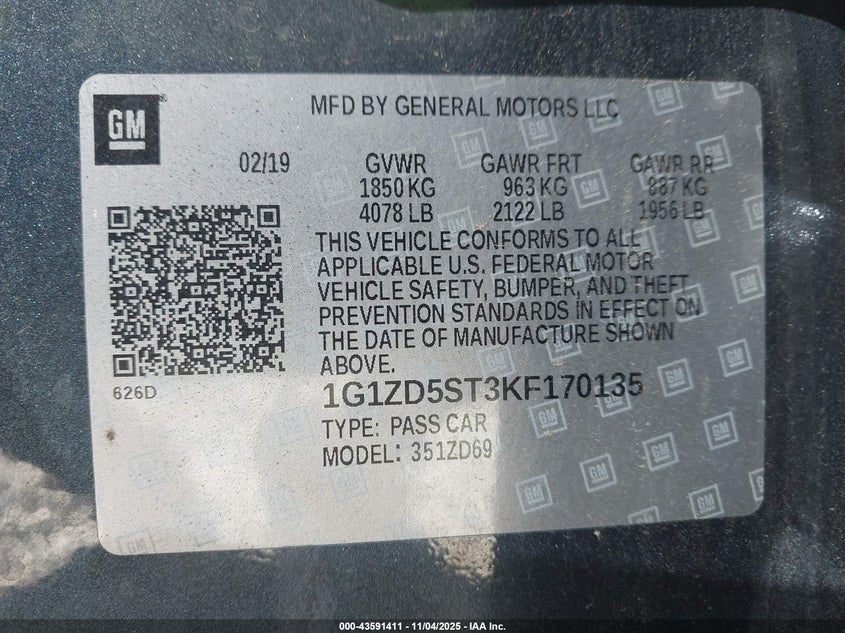 GM
MFD BY GENERAL MOTORS LLC
02/19 GVWR GAWR FRT GAWR RR
1850 KG 963 KG 887 KG
4078 LB 2122 LB 1956 LB
THIS VEHICLE CONFORMS TO ALL
APPLICABLE U.S. FEDERAL MOTOR
VEHICLE SAFETY, BUMPER, AND THEFT
PREVENTION STANDARDS IN EFFECT ON
THE DATE OF MANUFACTURE SHOWN
ABOVE.
626D
1G1ZD5ST3KF170135
TYPE: PASS CAR
MODEL: 351ZD69
000-43591411 - 11/04/2025 - IAA Inc.